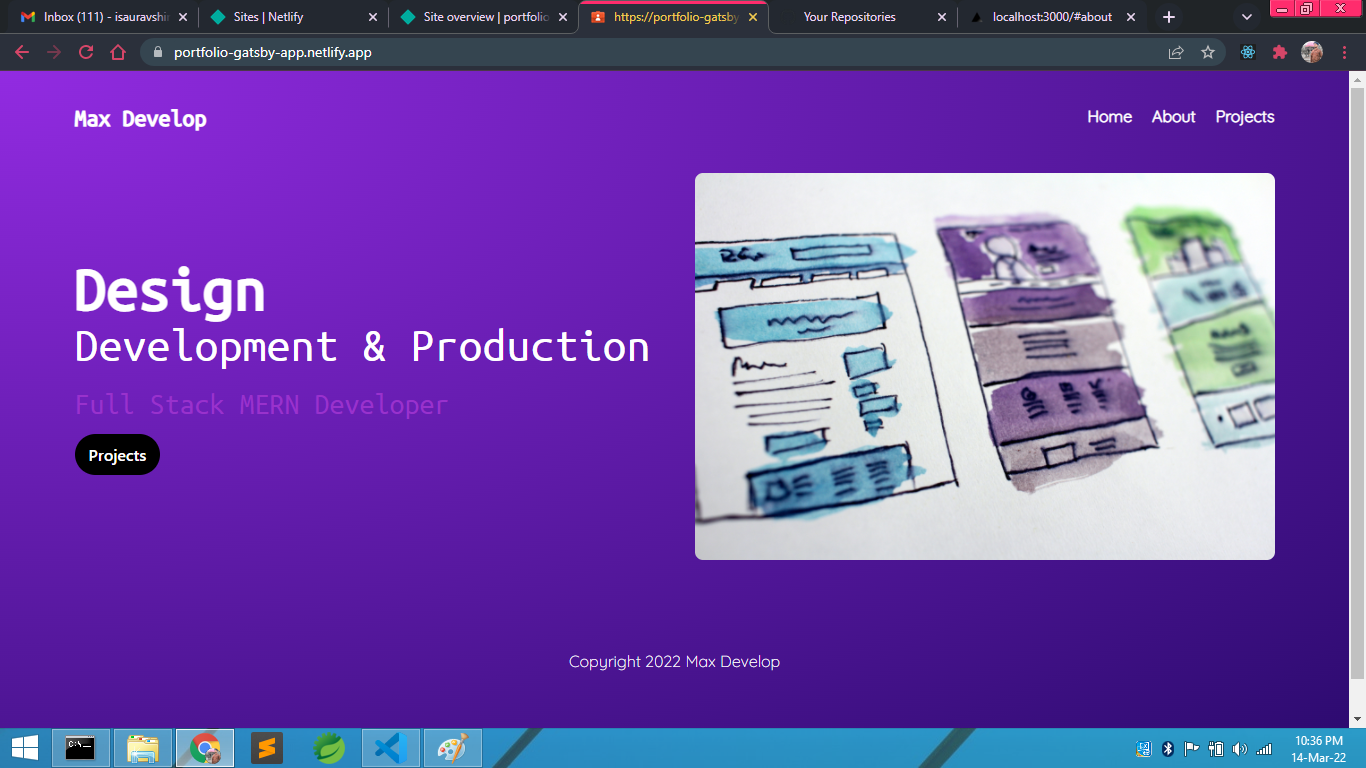 Inbox (111) - isauravshin
Sites | Netlify
Site overview | portfolio
https://portfolio-gatsby
Your Repositories
localhost:3000/#about
portfolio-gatsby-app.netlify.app
Max Develop
Home About Projects
Design
Development & Production
Full Stack MERN Developer
Projects
Copyright 2022 Max Develop
10:36 PM
14-Mar-22